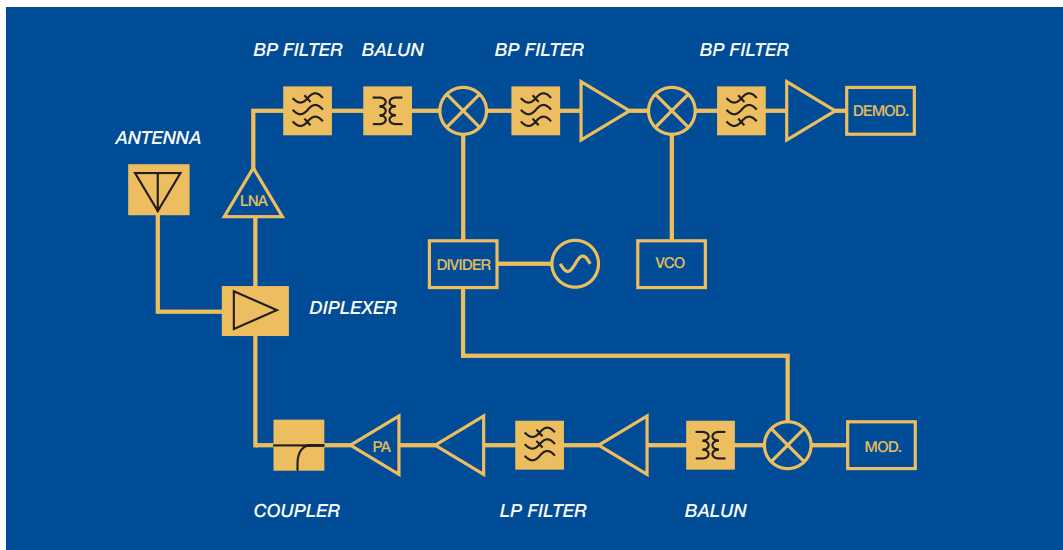 BP FILTER
BALUN
BP FILTER
BP FILTER
DEMOD.
ANTENNA
LNA
DIVIDER
VCO
DIPLEXER
PA
MOD.
COUPLER
LP FILTER
BALUN